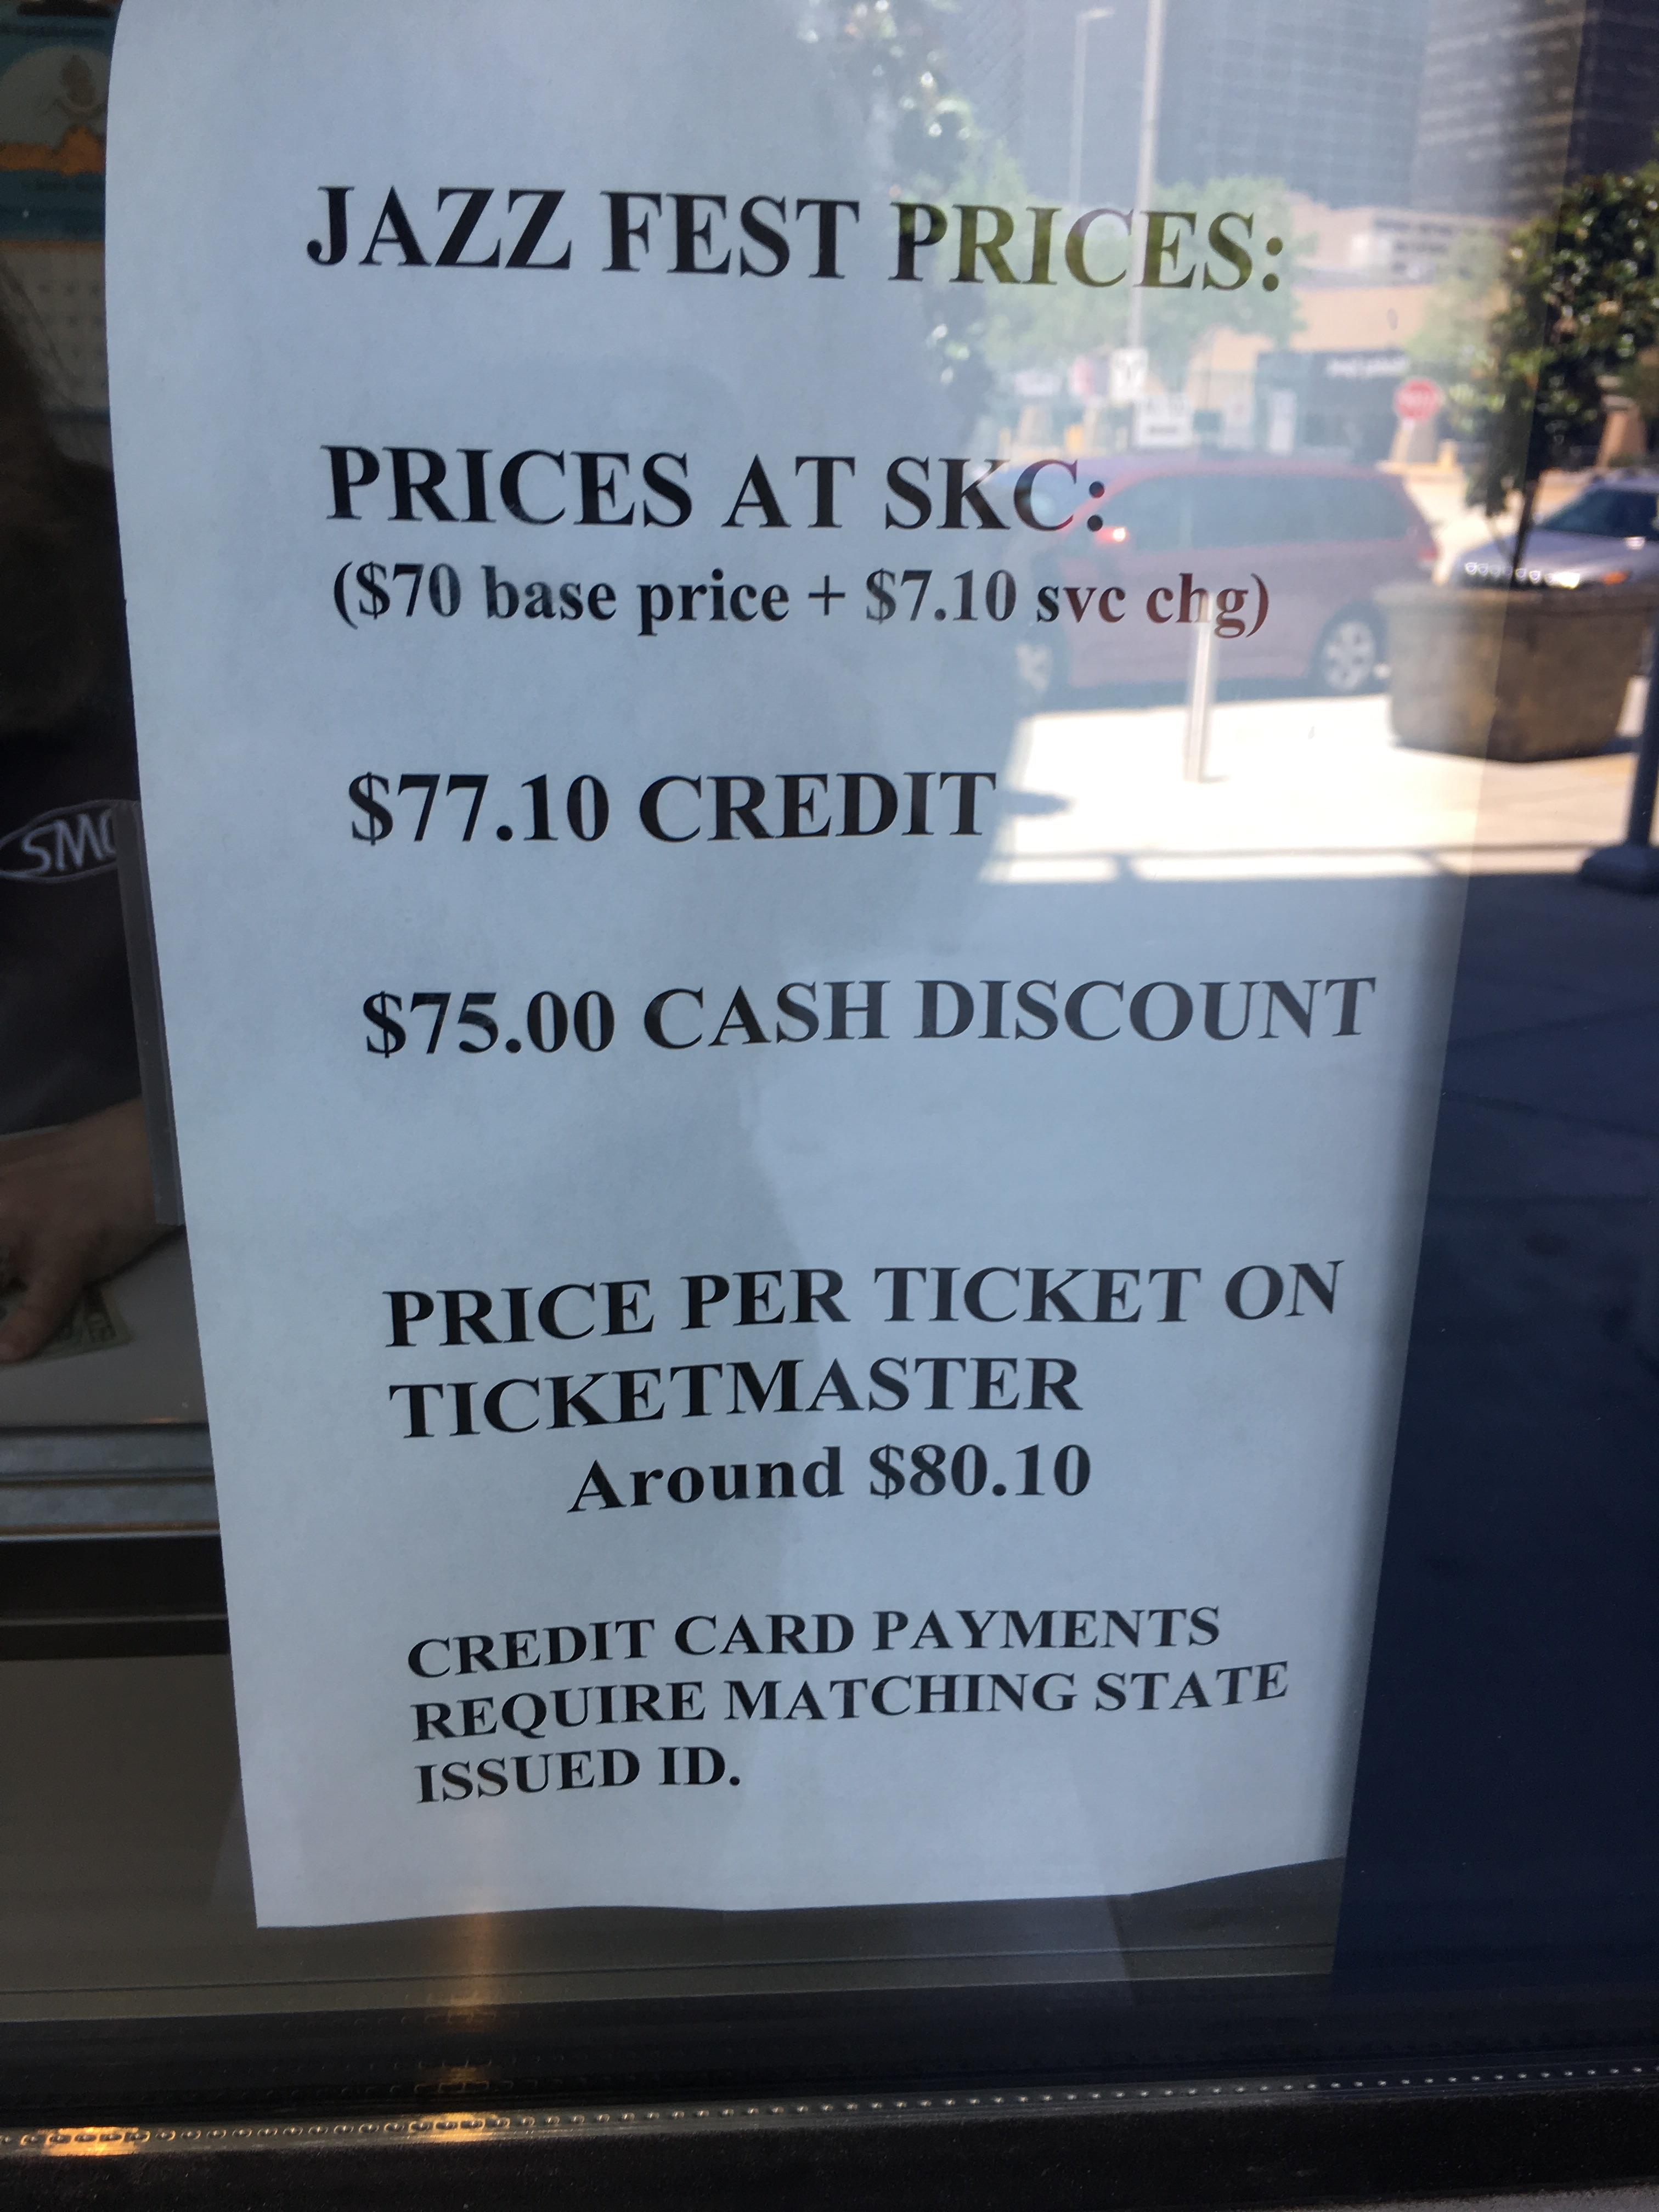 JAZZ FEST PRICES:
PRICES AT SKC:
($70 base price + $7.10 svc chg)
$77.10 CREDIT
$75.00 CASH DISCOUNT
PRICE PER TICKET ON
TICKETMASTER
Around $80.10
CREDIT CARD PAYMENTS
REQUIRE MATCHING STATE
ISSUED ID.
SMO